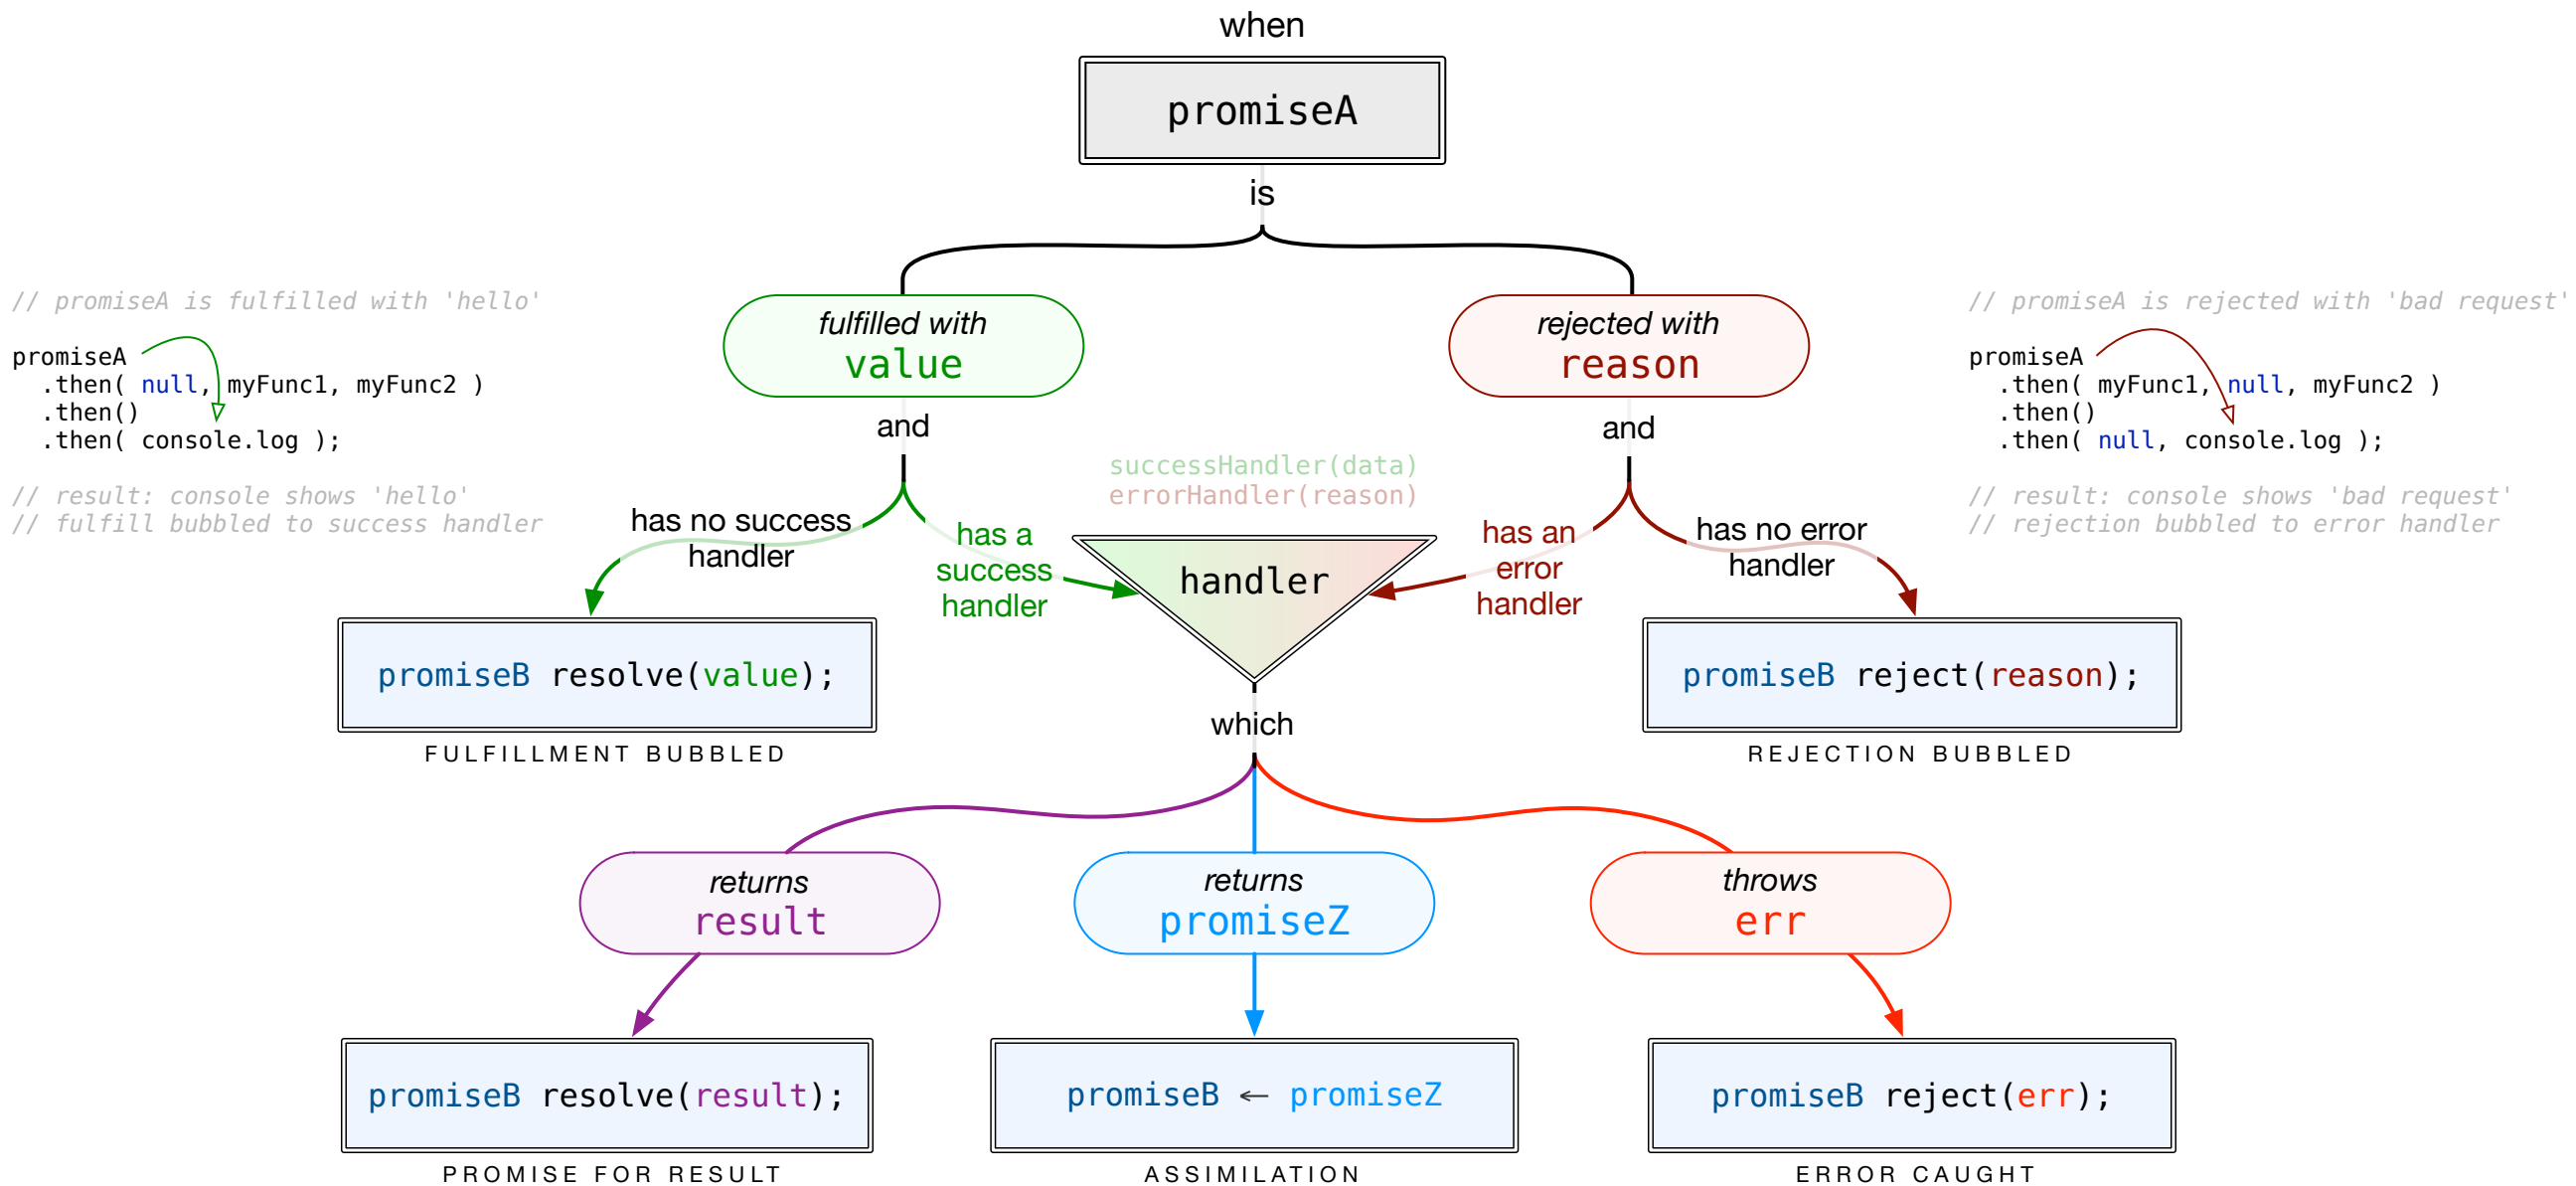 when
promiseA
is
// promiseA is fulfilled with 'hello'
promiseA
.then( null, myFunc1, myFunc2 )
.then()
.then( console.log );
// result: console shows 'hello'
// fulfill bubbled to success handler
fulfilled with
value
and
rejected with
reason
and
// promiseA is rejected with 'bad request'
promiseA
.then( myFunc1, null, myFunc2 )
.then()
.then( null, console.log );
// result: console shows 'bad request'
// rejection bubbled to error handler
successHandler(data)
errorHandler(reason)
has no success
handler
has a
success
handler
handler
has an
error
handler
has no error
handler
promiseB resolve(value);
FULFILLMENT BUBBLED
which
promiseB reject(reason);
REJECTION BUBBLED
returns
result
returns
promiseZ
throws
err
promiseB resolve(result);
PROMISE FOR RESULT
promiseB ← promiseZ
ASSIMILATION
promiseB reject(err);
ERROR CAUGHT